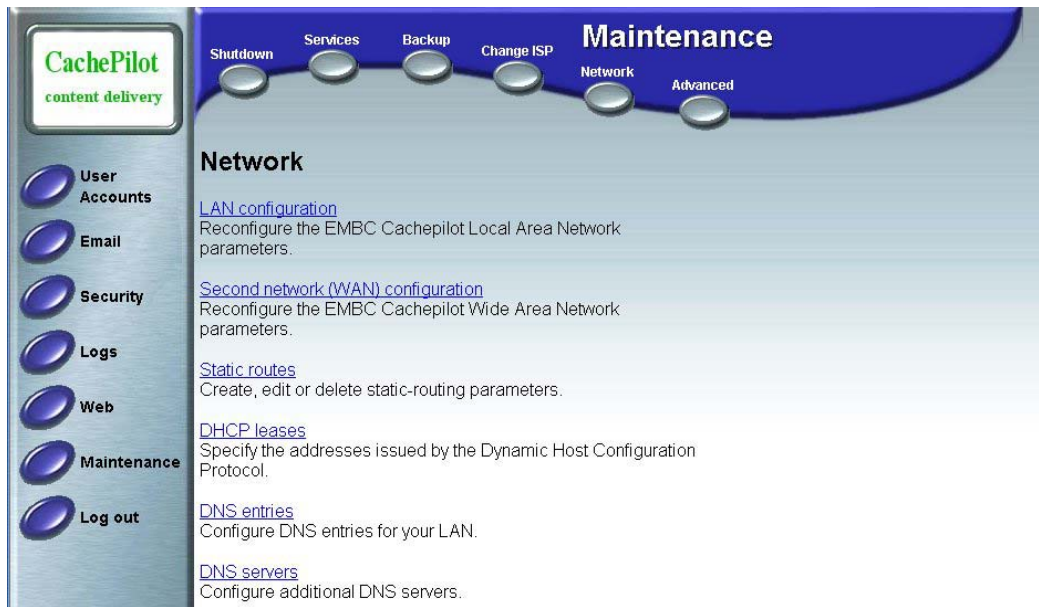 CachePilot
content delivery
Shutdown
Services
Backup
Change ISP
Maintenance
Network
Advanced
User
Accounts
Email
Security
Logs
Web
Maintenance
Log out
Network
LAN configuration
Reconfigure the EMBC Cachepilot Local Area Network
parameters.
Second network (WAN) configuration
Reconfigure the EMBC Cachepilot Wide Area Network
parameters.
Static routes
Create, edit or delete static-routing parameters.
DHCP leases
Specify the addresses issued by the Dynamic Host Configuration
Protocol.
DNS entries
Configure DNS entries for your LAN.
DNS servers
Configure additional DNS servers.